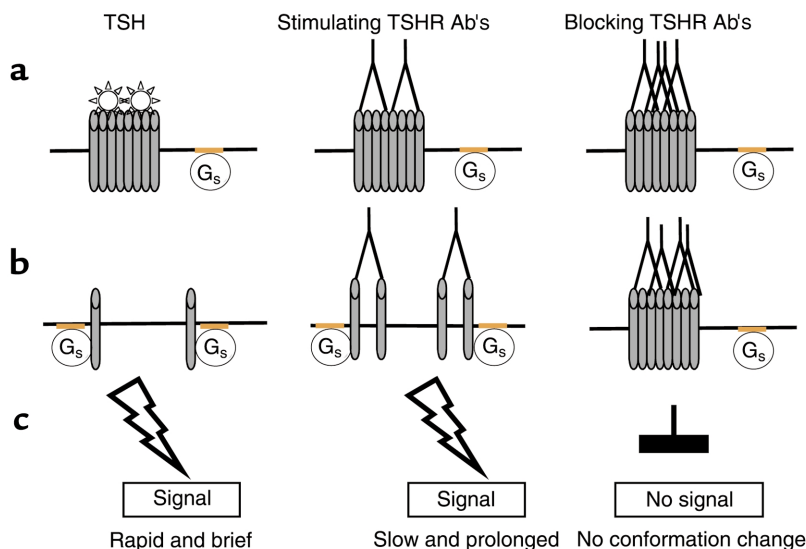 TSH Stimulating TSHR Ab's Blocking TSHR Ab's
a
Gs Gs Gs
b
Gs Gs Gs Gs Gs
c
Signal Signal No signal
Rapid and brief Slow and prolonged No conformation change